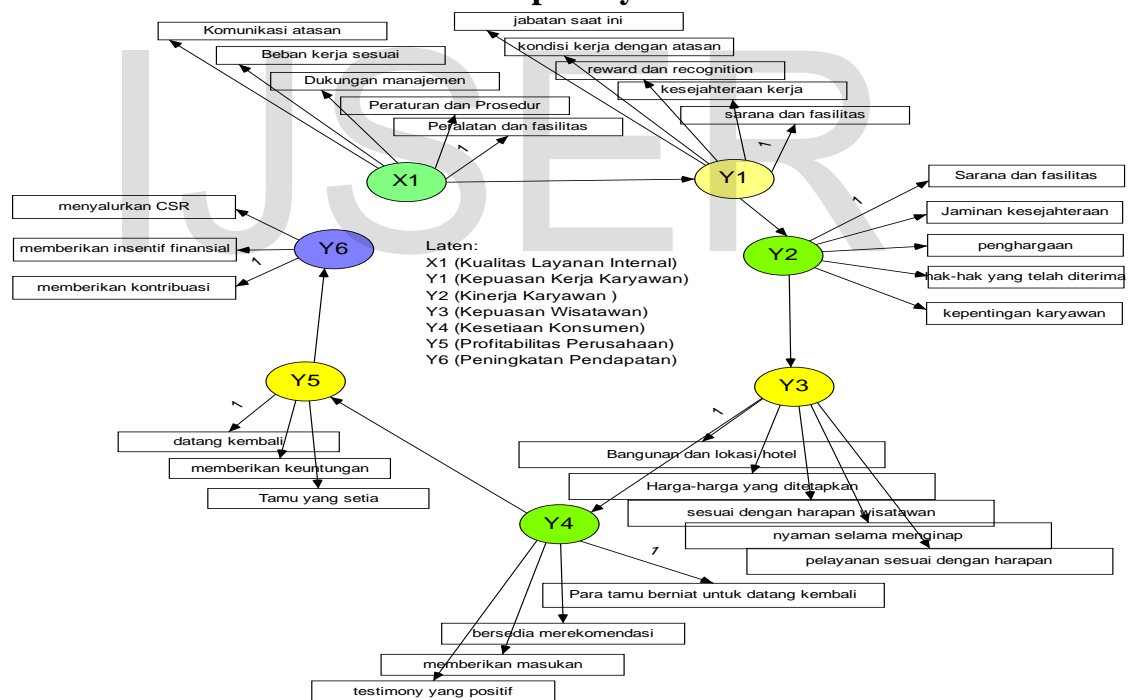 Komunikasi atasan
Beban kerja sesuai
Dukungan manajemen
Peraturan dan Prosedur
Peralatan dan fasilitas
1
X1
jabatan saat ini
kondisi kerja dengan atasan
reward dan recognition
kesejahteraan kerja
sarana dan fasilitas
1
Y1
Sarana dan fasilitas
Jaminan kesejahteraan
penghargaan
hak-hak yang telah diterima
kepentingan karyawan
1
Y2
menyalurkan CSR
memberikan insentif finansial
memberikan kontribusi
1
Y6
Laten:
X1 (Kualitas Layanan Internal)
Y1 (Kepuasan Kerja Karyawan)
Y2 (Kinerja Karyawan )
Y3 (Kepuasan Wisatawan)
Y4 (Kesetiaan Konsumen)
Y5 (Profitabilitas Perusahaan)
Y6 (Peningkatan Pendapatan)
Y5
1
datang kembali
memberikan keuntungan
Tamu yang setia
Y3
1
Bangunan dan lokasi hotel
Harga-harga yang ditetapkan
sesuai dengan harapan wisatawan
nyaman selama menginap
pelayanan sesuai dengan harapan
Y4
1
Para tamu berniat untuk datang kembali
bersedia merekomendasi
memberikan masukan
testimony yang positif
IJSER